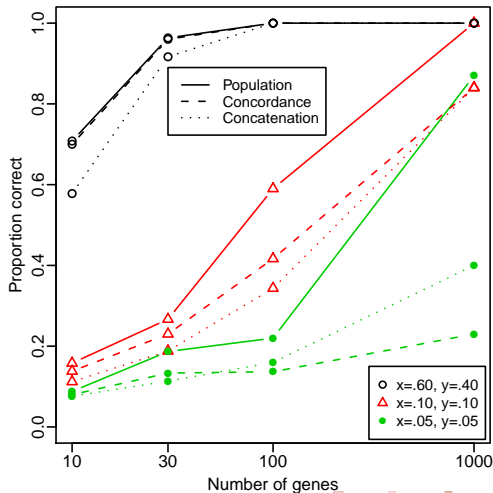 1.0
0.8
0.6
0.4
0.2
0.0
Proportion correct
Population
Concordance
Concatenation
x=.60, y=.40
x=.10, y=.10
x=.05, y=.05
10 30 100 1000
Number of genes